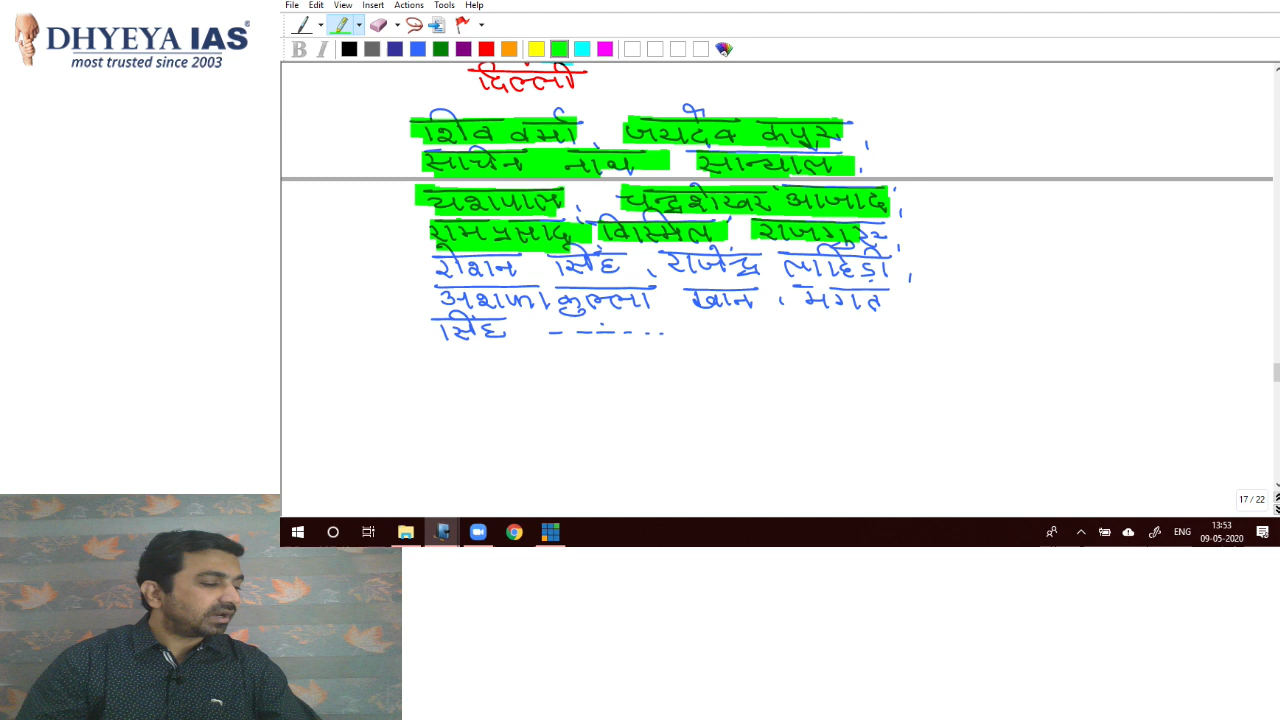 File Edit View Insert Actions Tools Help
DHYEYA IAS®
most trusted since 2003
B I
दिल्ली
शिव वर्मा, जयदेव कपूर,
सचिन नाथ सान्याल,
यशपाल, चन्द्रशेखर आजाद,
राम प्रसाद बिस्मिल, राजगुरू,
रोशन सिंह, राजेन्द्र लाहिड़ी,
अशफाकुल्ला खान, भगत
सिंह ------
17 / 22
ENG 13:53
09-05-2020